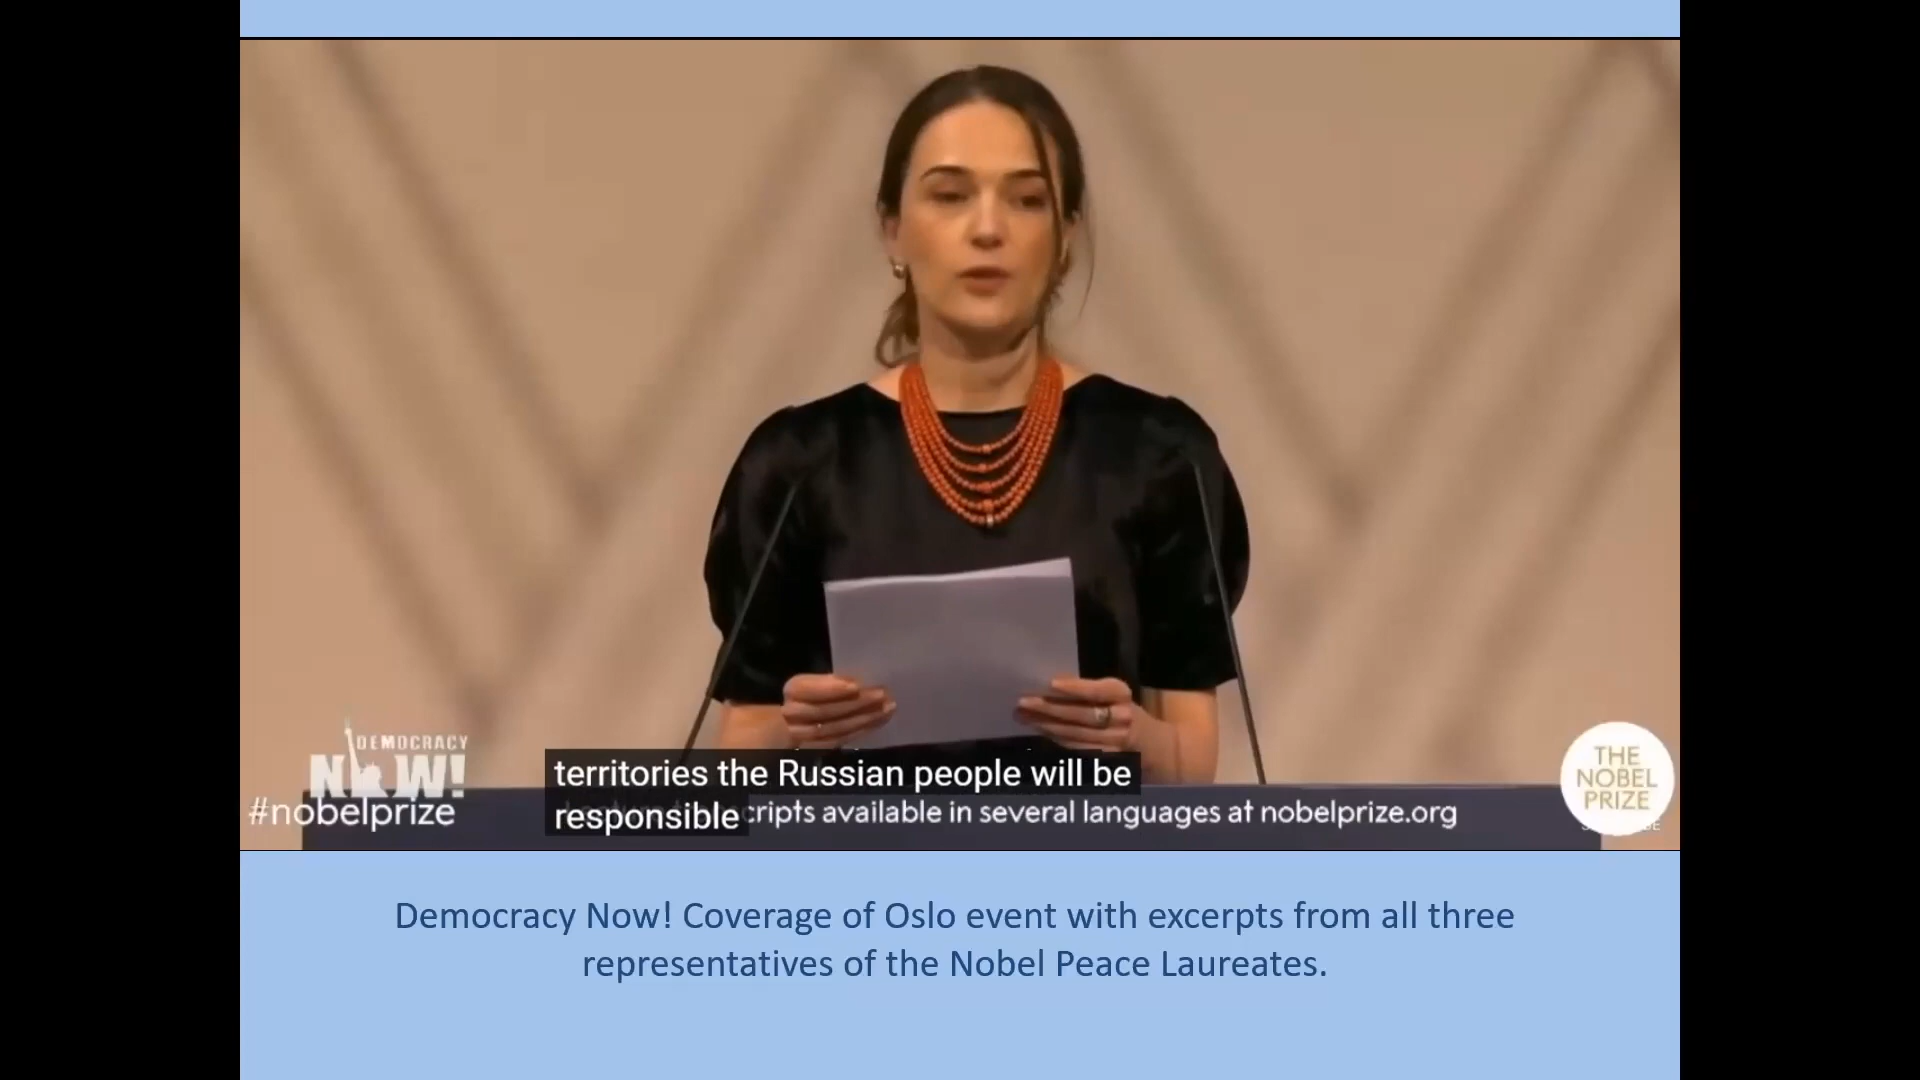 DEMOCRACY
NOW!
#nobelprize
territories the Russian people will be
responsible
cripts available in several languages at nobelprize.org
THE
NOBEL
PRIZE
Democracy Now! Coverage of Oslo event with excerpts from all three
representatives of the Nobel Peace Laureates.